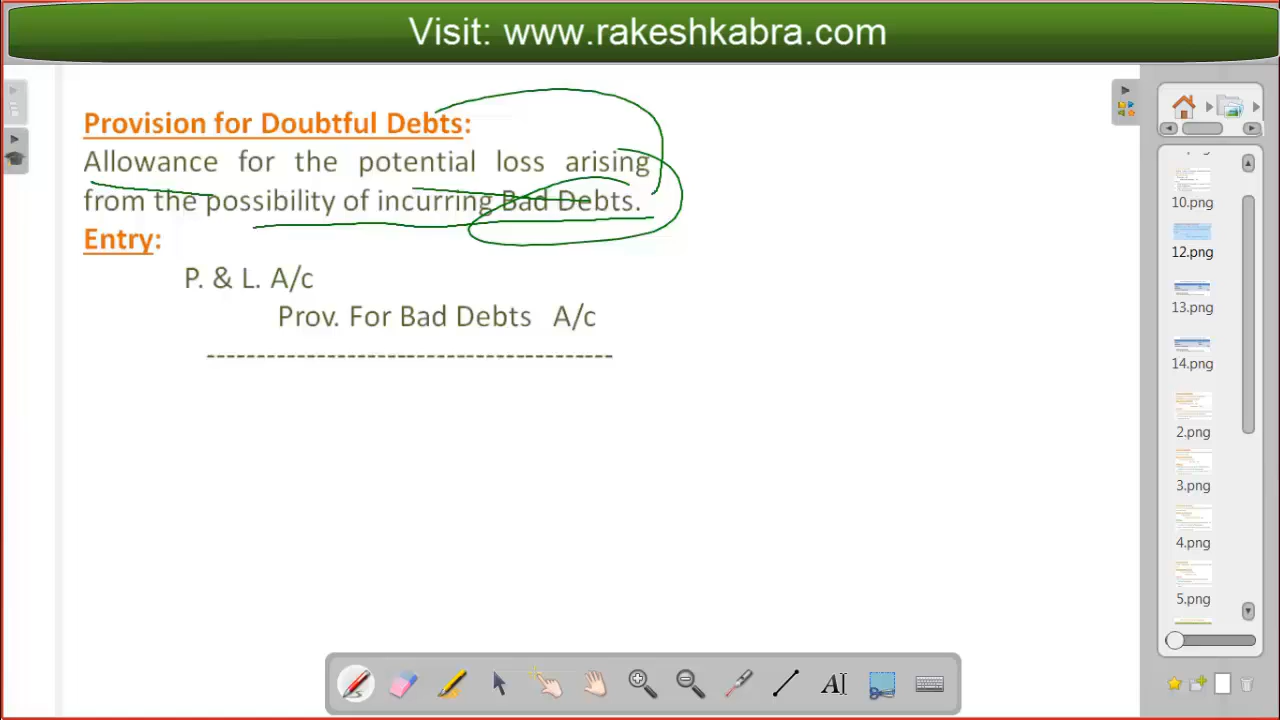 Visit: www.rakeshkabra.com
Provision for Doubtful Debts:
Allowance for the potential loss arising
from the possibility of incurring Bad Debts.
Entry:
P. & L. A/c
Prov. For Bad Debts A/c
----------------------------------------
10.png
12.png
13.png
14.png
2.png
3.png
4.png
5.png
A